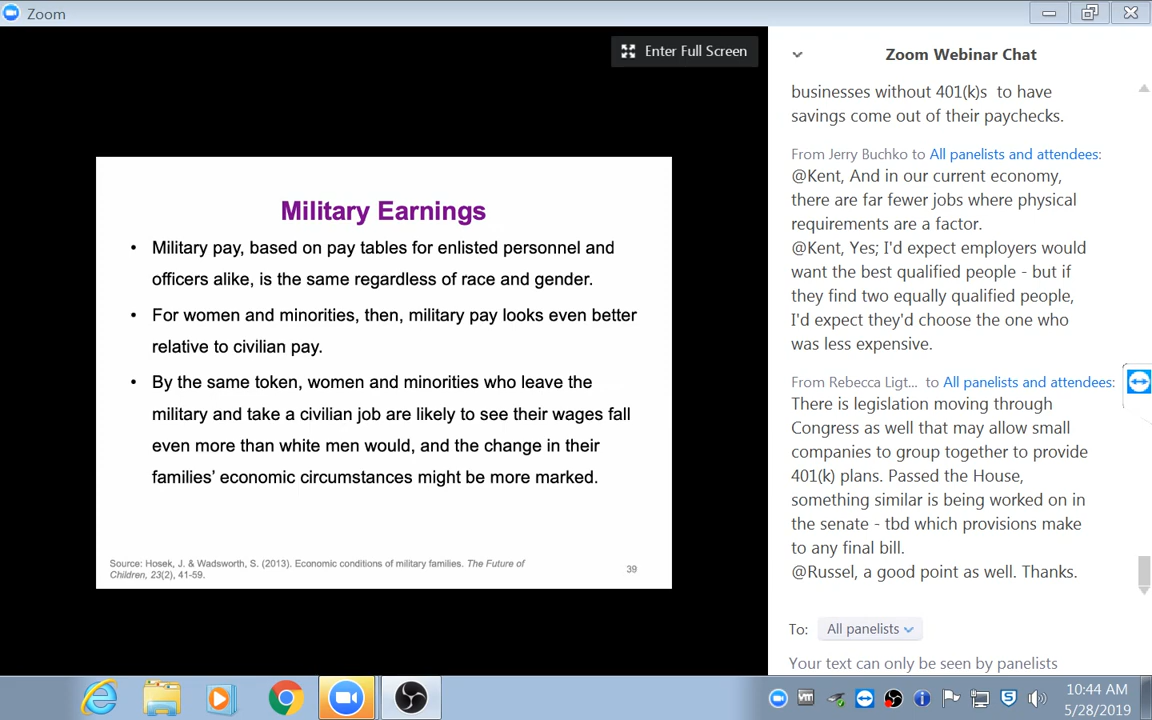 Zoom
Enter Full Screen
Military Earnings
• Military pay, based on pay tables for enlisted personnel and
officers alike, is the same regardless of race and gender.
• For women and minorities, then, military pay looks even better
relative to civilian pay.
• By the same token, women and minorities who leave the
military and take a civilian job are likely to see their wages fall
even more than white men would, and the change in their
families’ economic circumstances might be more marked.
Source: Hosek, J. & Wadsworth, S. (2013). Economic conditions of military families. The Future of
Children, 23(2), 41-59.
39
Zoom Webinar Chat
businesses without 401(k)s to have
savings come out of their paychecks.
From Jerry Buchko to All panelists and attendees:
@Kent, And in our current economy,
there are far fewer jobs where physical
requirements are a factor.
@Kent, Yes; I'd expect employers would
want the best qualified people - but if
they find two equally qualified people,
I'd expect they'd choose the one who
was less expensive.
From Rebecca Ligt... to All panelists and attendees:
There is legislation moving through
Congress as well that may allow small
companies to group together to provide
401(k) plans. Passed the House,
something similar is being worked on in
the senate - tbd which provisions make
to any final bill.
@Russel, a good point as well. Thanks.
To: All panelists
Your text can only be seen by panelists
10:44 AM
5/28/2019